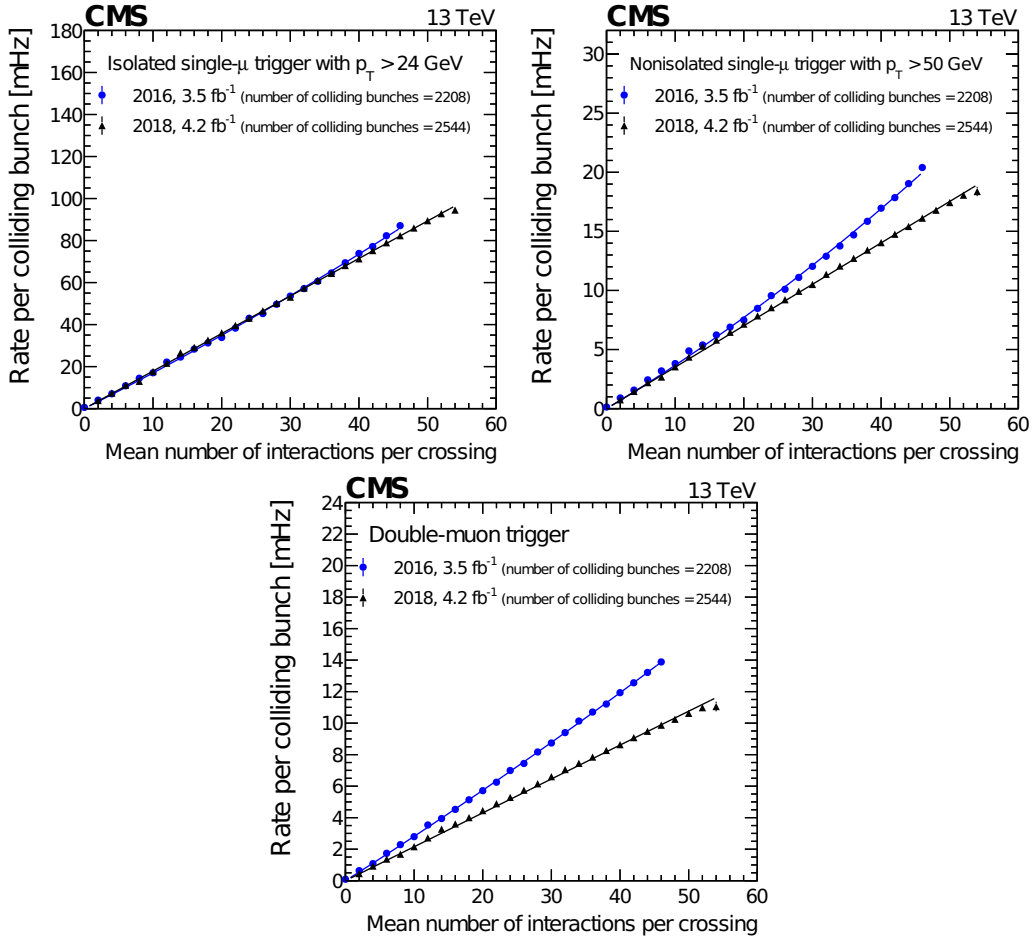 CMS 13 TeV
Isolated single-μ trigger with p_T > 24 GeV
2016, 3.5 fb⁻¹ (number of colliding bunches = 2208)
2018, 4.2 fb⁻¹ (number of colliding bunches = 2544)
Rate per colliding bunch [mHz]
180
160
140
120
100
80
60
40
20
0
0 10 20 30 40 50 60
Mean number of interactions per crossing
CMS 13 TeV
Nonisolated single-μ trigger with p_T > 50 GeV
2016, 3.5 fb⁻¹ (number of colliding bunches = 2208)
2018, 4.2 fb⁻¹ (number of colliding bunches = 2544)
Rate per colliding bunch [mHz]
30
25
20
15
10
5
0
0 10 20 30 40 50 60
Mean number of interactions per crossing
CMS 13 TeV
Double-muon trigger
2016, 3.5 fb⁻¹ (number of colliding bunches = 2208)
2018, 4.2 fb⁻¹ (number of colliding bunches = 2544)
Rate per colliding bunch [mHz]
24
22
20
18
16
14
12
10
8
6
4
2
0
0 10 20 30 40 50 60
Mean number of interactions per crossing